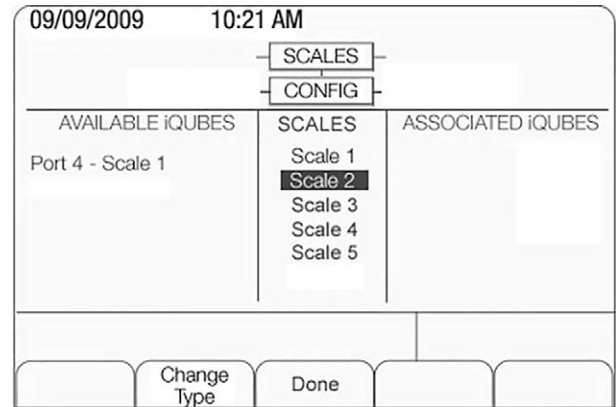 09/09/2009 10:21 AM
SCALES
CONFIG
AVAILABLE iQUBES SCALES ASSOCIATED iQUBES
Port 4 - Scale 1
Scale 1
Scale 2
Scale 3
Scale 4
Scale 5
Change
Type
Done